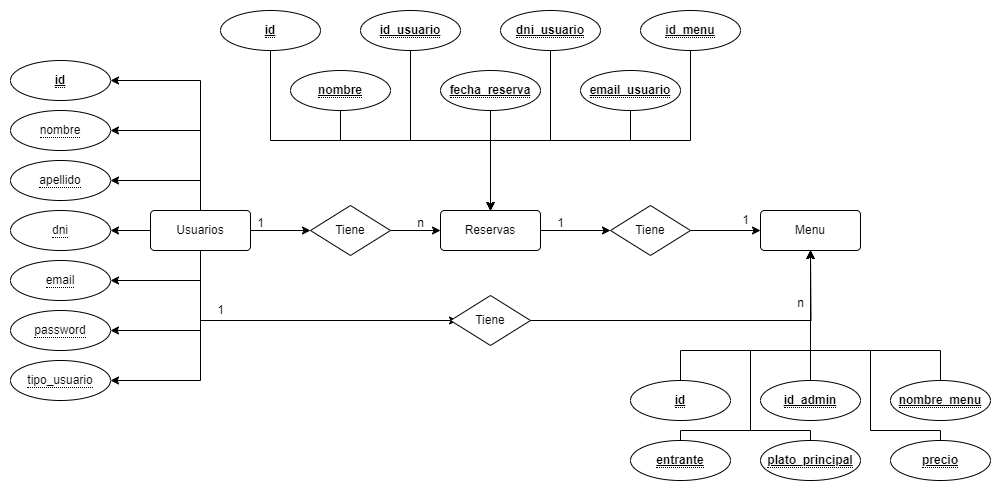 id
id_usuario
dni_usuario
id_menu
id
nombre
fecha_reserva
email_usuario
nombre
apellido
dni
Usuarios
1
Tiene
n
Reservas
1
Tiene
1
Menu
email
1
Tiene
n
password
tipo_usuario
id
id_admin
nombre_menu
entrante
plato_principal
precio